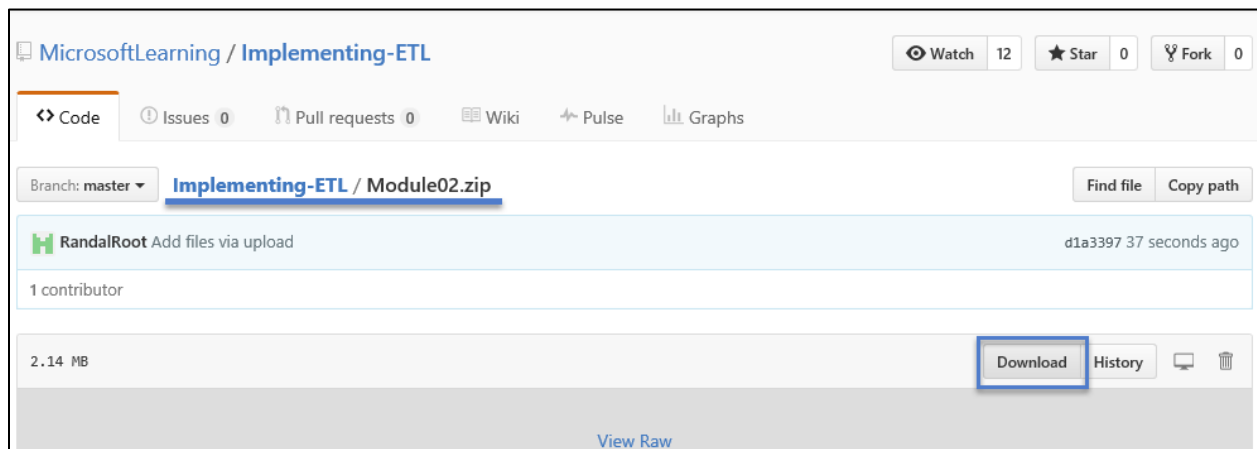 MicrosoftLearning / Implementing-ETL Watch 12 Star 0 Fork 0
Code Issues 0 Pull requests 0 Wiki Pulse Graphs
Branch: master Implementing-ETL / Module02.zip Find file Copy path
RandalRoot Add files via upload d1a3397 37 seconds ago
1 contributor
2.14 MB Download History
View Raw